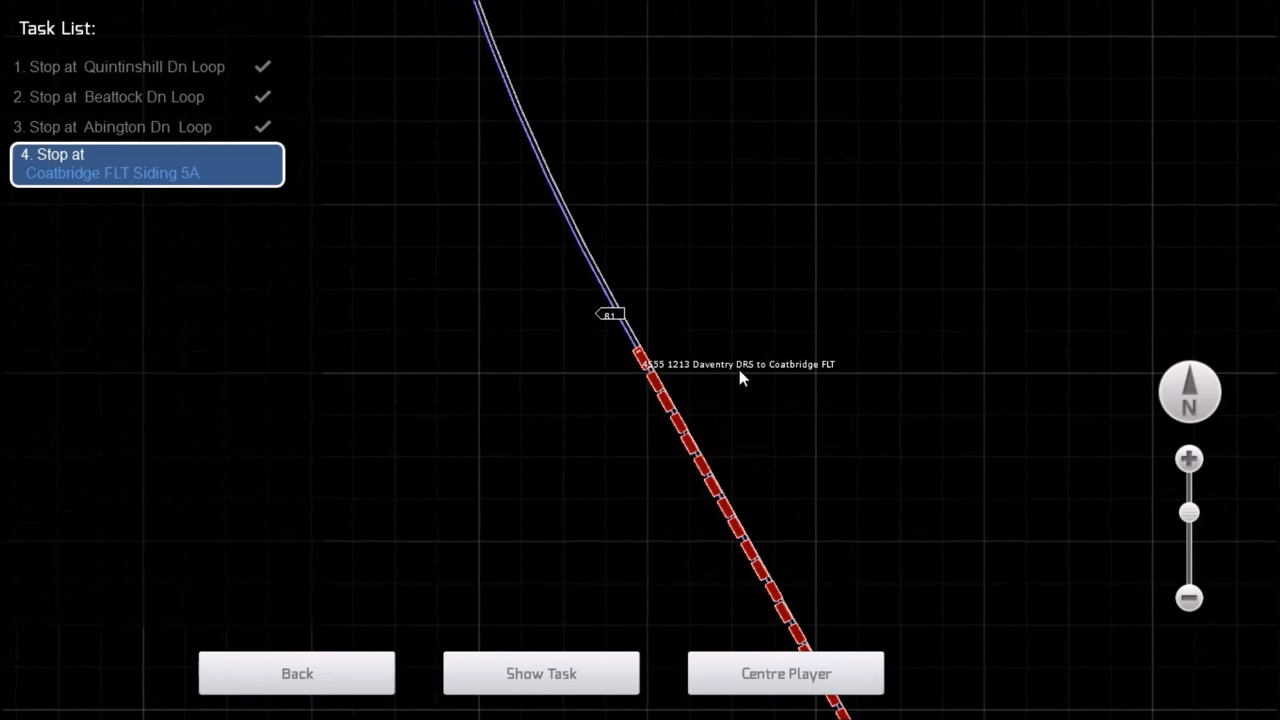 Task List:
1. Stop at Quintinshill Dn Loop
2. Stop at Beattock Dn Loop
3. Stop at Abington Dn Loop
4. Stop at
Coatbridge FLT Siding 5A
81
4S55 1213 Daventry DRS to Coatbridge FLT
N
Back
Show Task
Centre Player